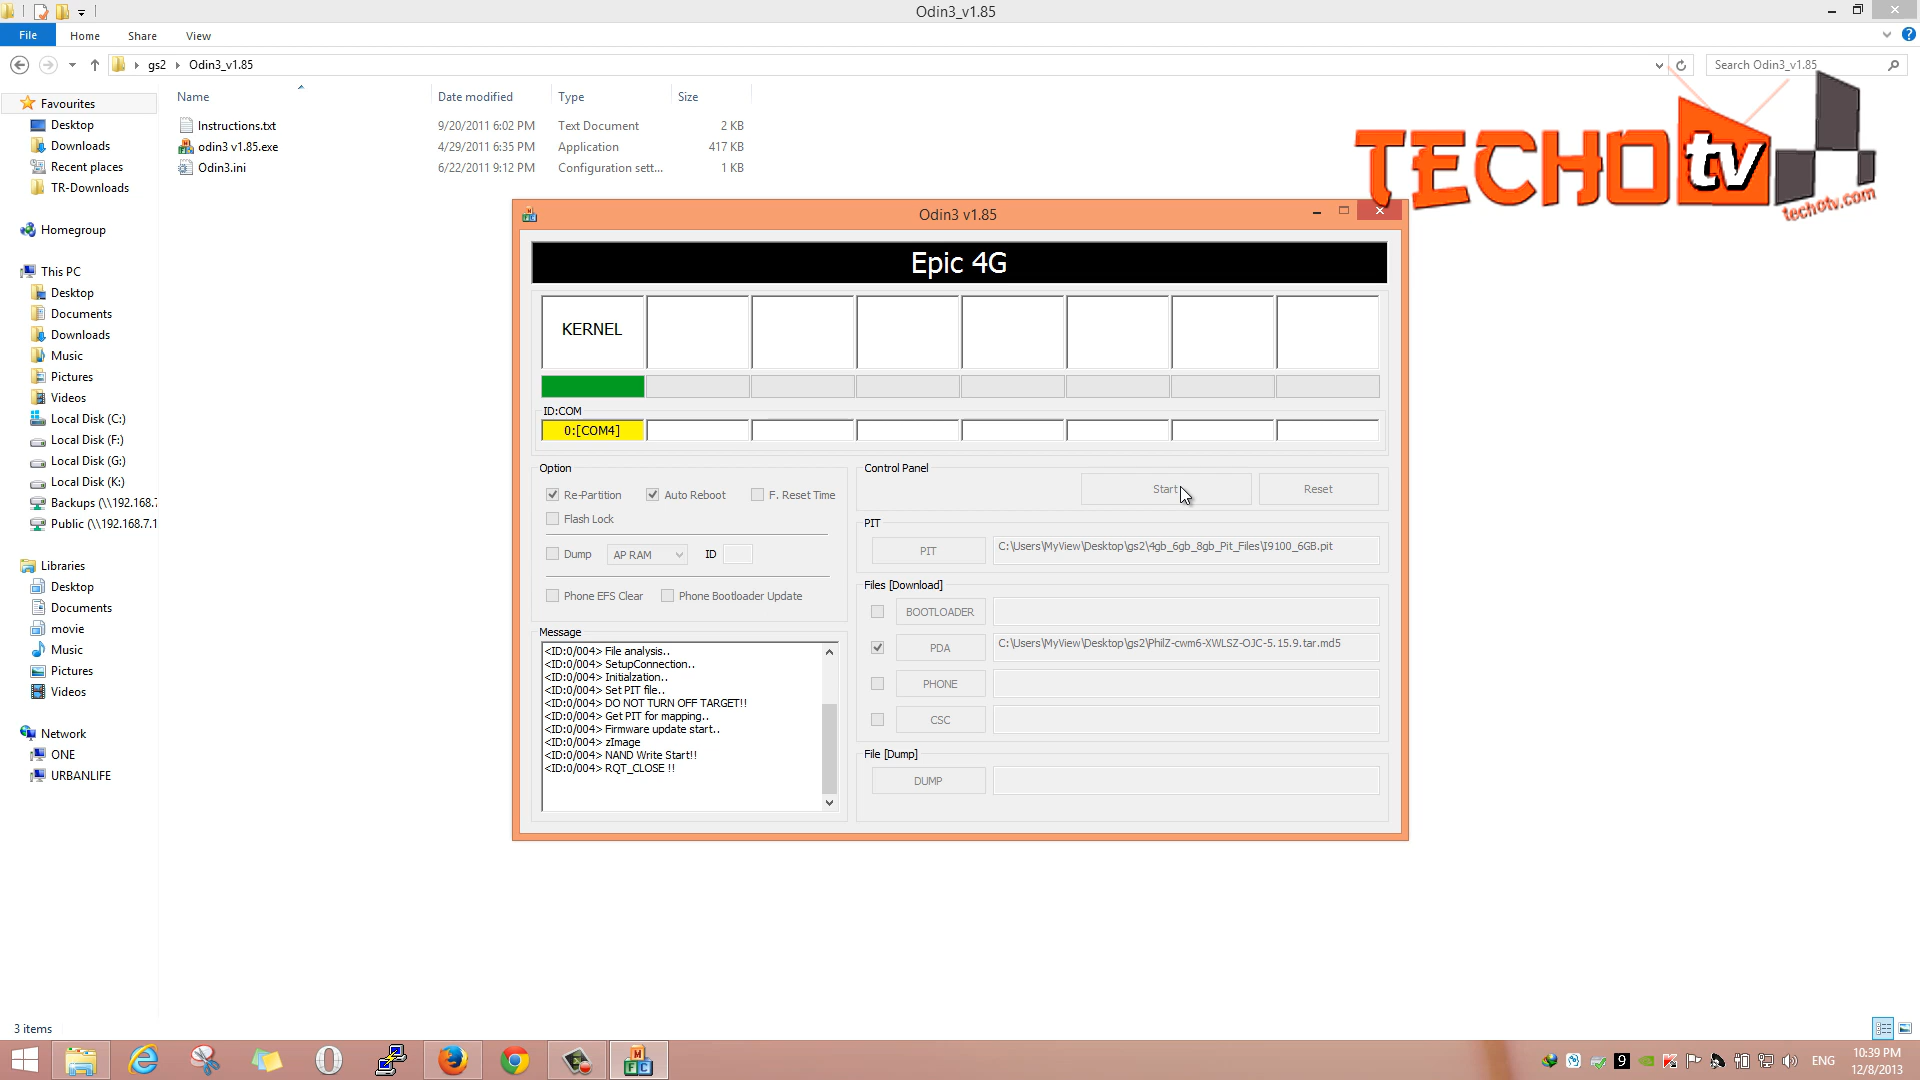 Odin3_v1.85
File Home Share View
gs2 Odin3_v1.85
Search Odin3_v1.85
Name Date modified Type Size
Instructions.txt 9/20/2011 6:02 PM Text Document 2 KB
odin3 v1.85.exe 4/29/2011 6:35 PM Application 417 KB
Odin3.ini 6/22/2011 9:12 PM Configuration sett... 1 KB
Favourites
Desktop
Downloads
Recent places
TR-Downloads
Homegroup
This PC
Desktop
Documents
Downloads
Music
Pictures
Videos
Local Disk (C:)
Local Disk (F:)
Local Disk (G:)
Local Disk (K:)
Backups (\\192.168.7.
Public (\\192.168.7.1
Libraries
Desktop
Documents
movie
Music
Pictures
Videos
Network
ONE
URBANLIFE
3 items
TECHO tv
techotv.com
Odin3 v1.85
Epic 4G
KERNEL
ID:COM
0:[COM4]
Option
Re-Partition Auto Reboot F. Reset Time
Flash Lock
Dump AP RAM ID
Phone EFS Clear Phone Bootloader Update
Message
<ID:0/004> File analysis..
<ID:0/004> SetupConnection..
<ID:0/004> Initialzation..
<ID:0/004> Set PIT file..
<ID:0/004> DO NOT TURN OFF TARGET!!
<ID:0/004> Get PIT for mapping..
<ID:0/004> Firmware update start..
<ID:0/004> zImage
<ID:0/004> NAND Write Start!!
<ID:0/004> RQT_CLOSE !!
Control Panel
Start Reset
PIT
PIT C:\Users\MyView\Desktop\gs2\4gb_6gb_8gb_Pit_Files\I9100_6GB.pit
Files [Download]
BOOTLOADER
PDA C:\Users\MyView\Desktop\gs2\PhilZ-cwm6-XWLSZ-OJC-5.15.9.tar.md5
PHONE
CSC
File [Dump]
DUMP
ENG
10:39 PM
12/8/2013